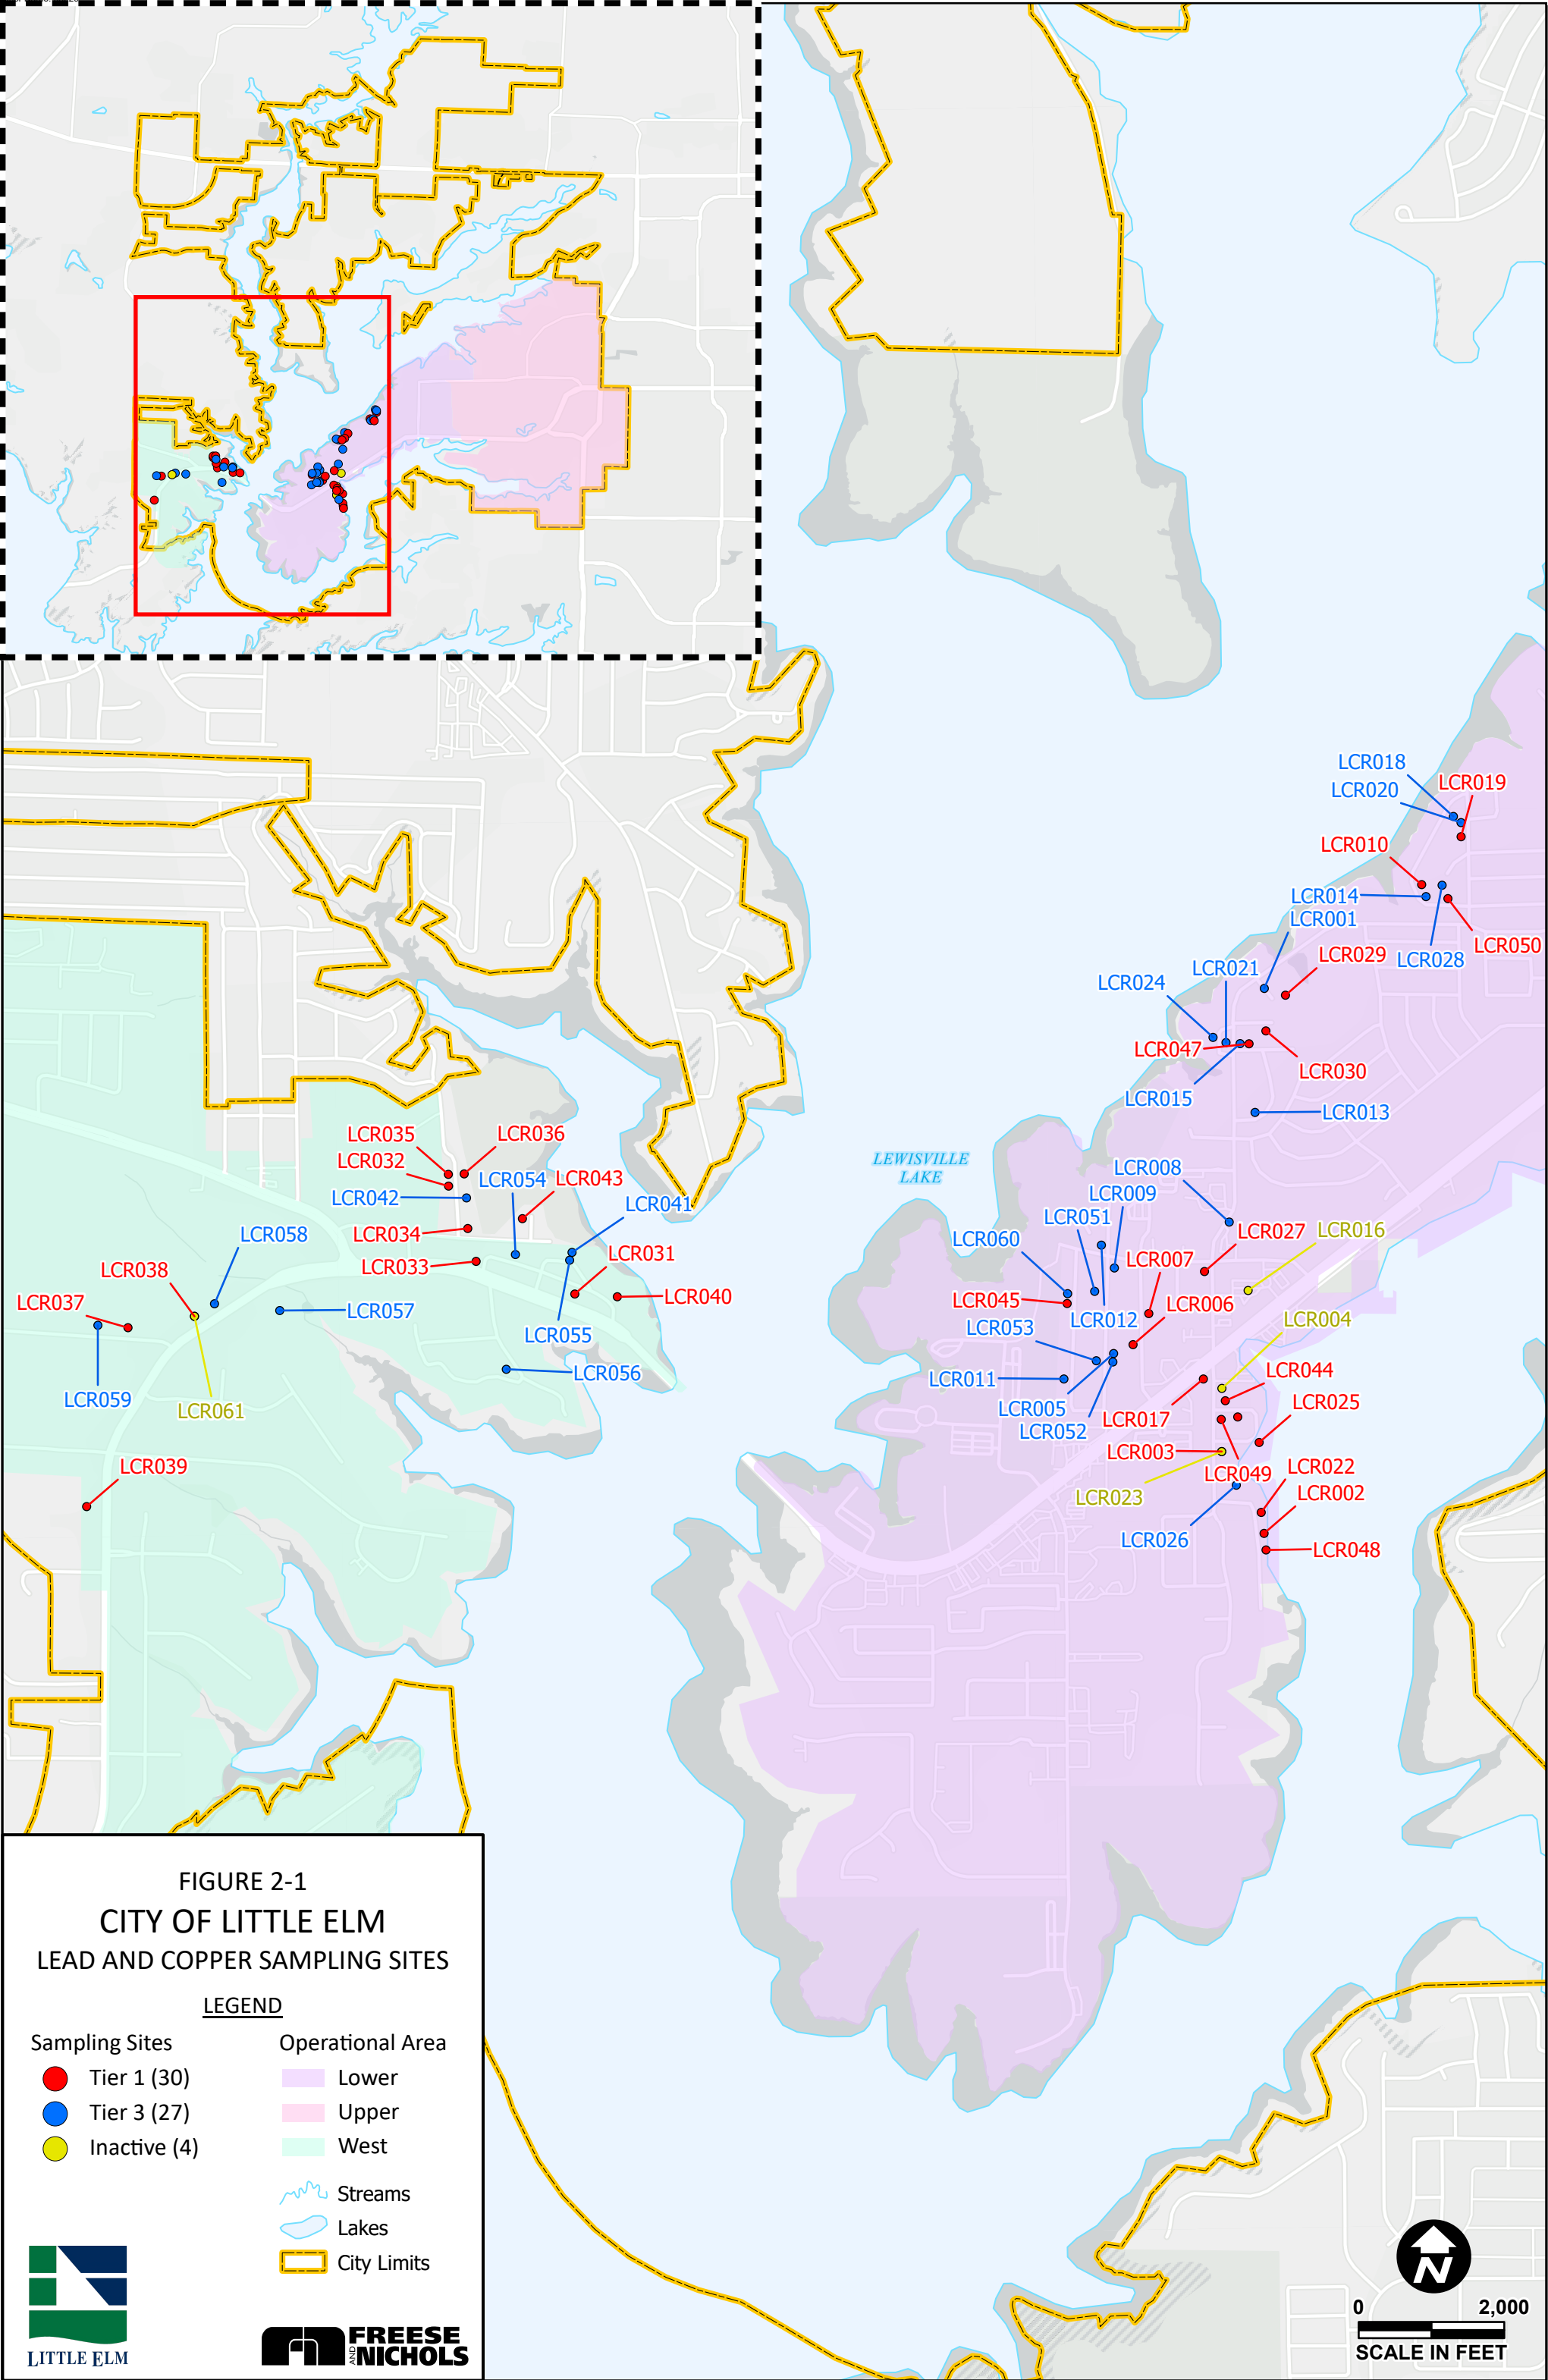 LCR018
LCR019
LCR020
LCR010
LCR014
LCR001
LCR050
LCR029
LCR028
LCR021
LCR024
LCR047
LCR030
LCR015
LCR013
LCR035
LCR036
LCR032
LCR054
LCR043
LCR042
LCR041
LCR034
LCR033
LCR031
LCR058
LCR038
LCR037
LCR057
LCR040
LCR055
LCR056
LCR059
LCR061
LCR039
LEWISVILLE
LAKE
LCR008
LCR009
LCR051
LCR060
LCR027
LCR016
LCR007
LCR045
LCR012
LCR006
LCR053
LCR004
LCR011
LCR044
LCR005
LCR017
LCR025
LCR052
LCR003
LCR049
LCR022
LCR023
LCR002
LCR026
LCR048
FIGURE 2-1
CITY OF LITTLE ELM
LEAD AND COPPER SAMPLING SITES
LEGEND
Sampling Sites
Tier 1 (30)
Tier 3 (27)
Inactive (4)
Operational Area
Lower
Upper
West
Streams
Lakes
City Limits
LITTLE ELM
FREESE
AND
NICHOLS
N
0 2,000
SCALE IN FEET